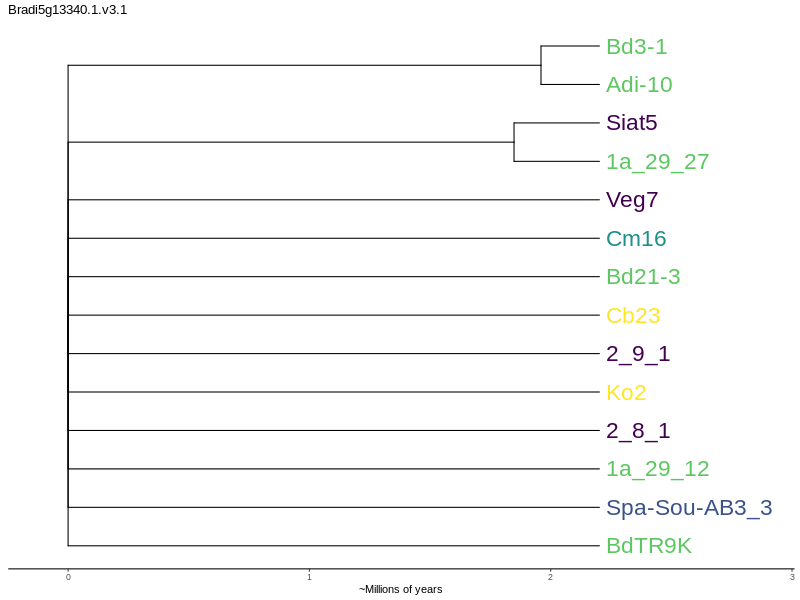 Bradi5g13340.1.v3.1
Bd3-1
Adi-10
Siat5
1a_29_27
Veg7
Cm16
Bd21-3
Cb23
2_9_1
Ko2
2_8_1
1a_29_12
Spa-Sou-AB3_3
BdTR9K
0 1 2 3
~Millions of years